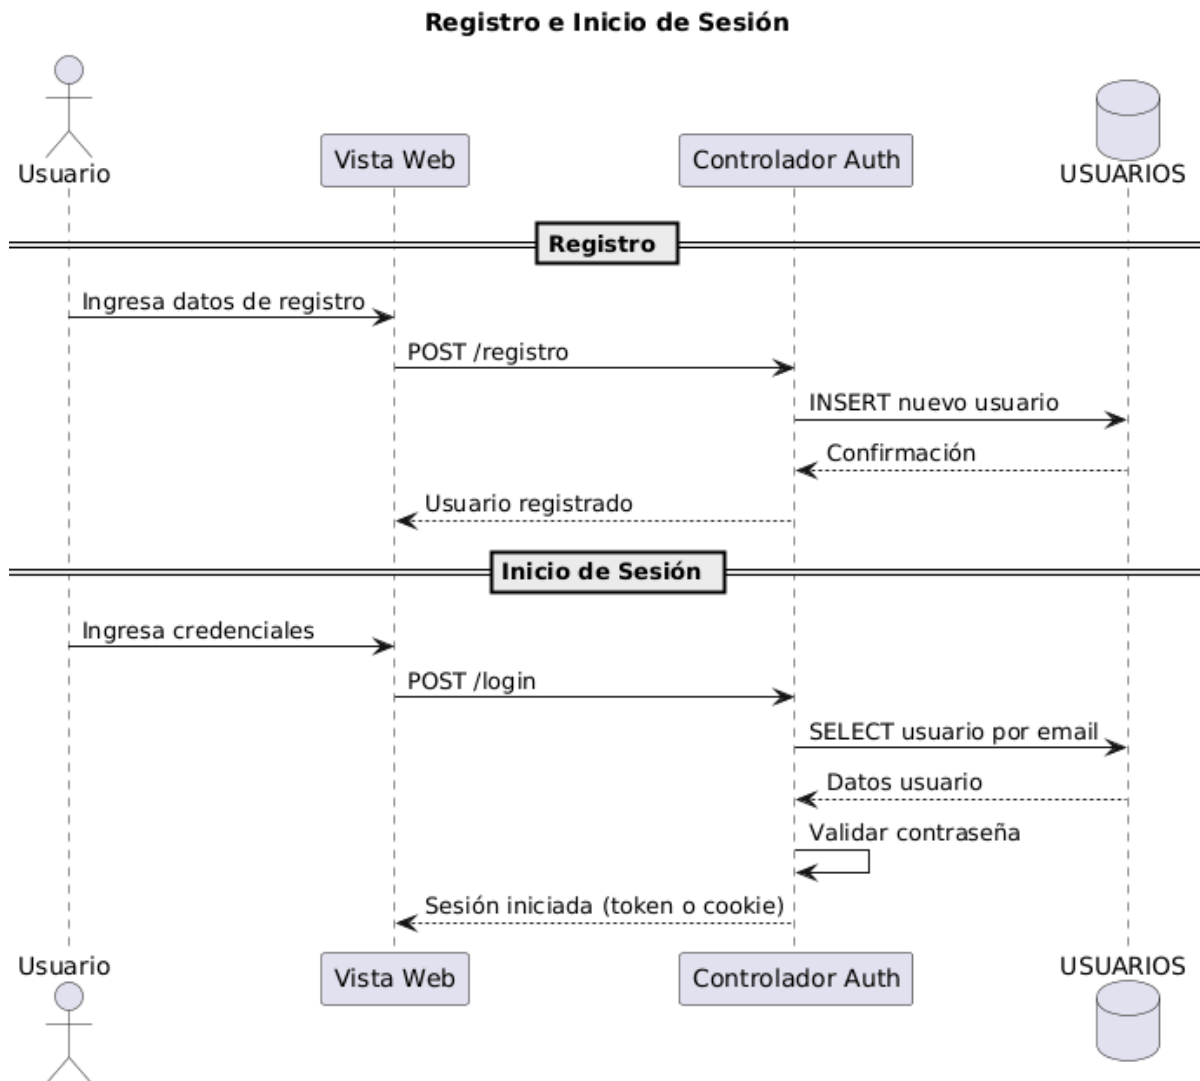 Registro e Inicio de Sesión
Usuario
Vista Web
Controlador Auth
USUARIOS
Registro
Ingresa datos de registro
POST /registro
INSERT nuevo usuario
Confirmación
Usuario registrado
Inicio de Sesión
Ingresa credenciales
POST /login
SELECT usuario por email
Datos usuario
Validar contraseña
Sesión iniciada (token o cookie)
Usuario
Vista Web
Controlador Auth
USUARIOS